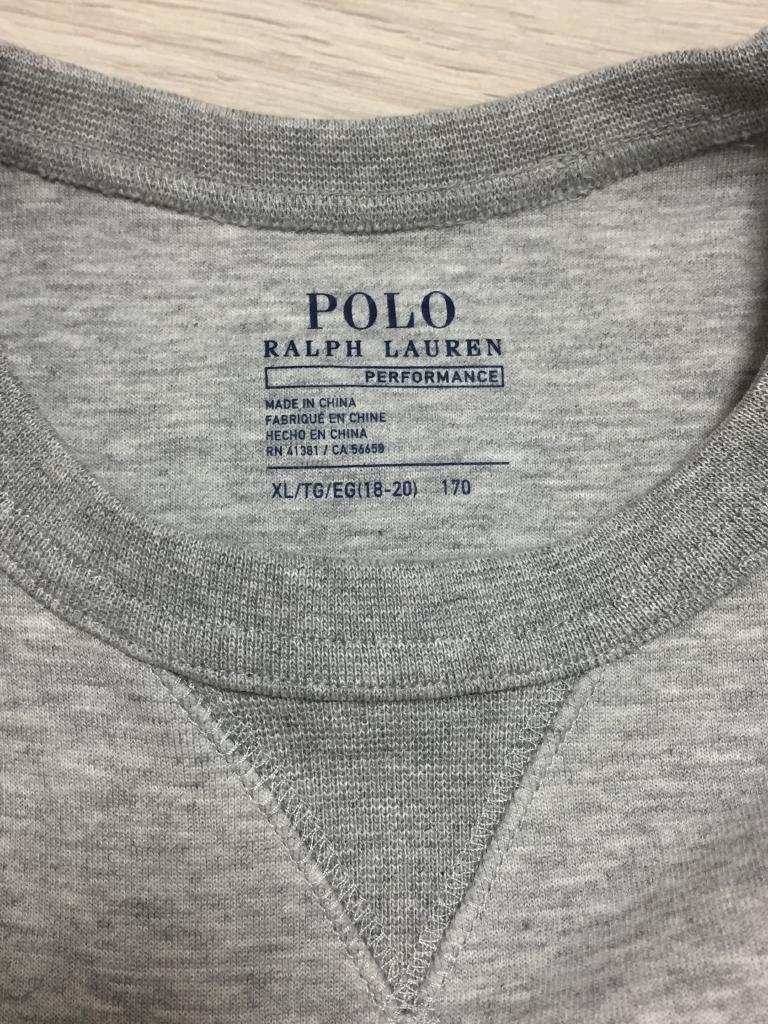 POLO
RALPH LAUREN
PERFORMANCE
MADE IN CHINA
FABRIQUÉ EN CHINE
HECHO EN CHINA
RN 41381 / CA 56659
XL/TG/EG(18-20) 170